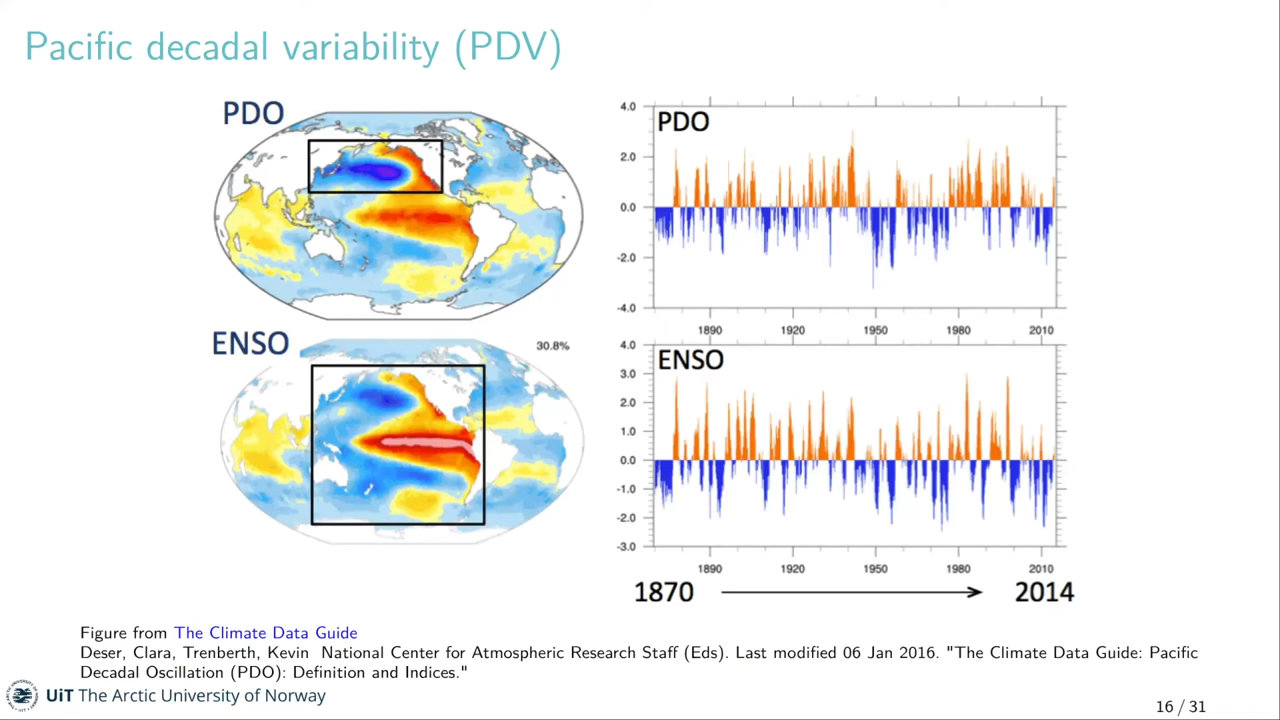 Pacific decadal variability (PDV)
PDO
4.0
PDO
2.0
0.0
-2.0
-4.0
1890 1920 1950 1980 2010
ENSO
30.8%
4.0
ENSO
3.0
2.0
1.0
0.0
-1.0
-2.0
-3.0
1890 1920 1950 1980 2010
1870 2014
Figure from The Climate Data Guide
Deser, Clara, Trenberth, Kevin National Center for Atmospheric Research Staff (Eds). Last modified 06 Jan 2016. "The Climate Data Guide: Pacific
Decadal Oscillation (PDO): Definition and Indices."
UiT The Arctic University of Norway
16 / 31